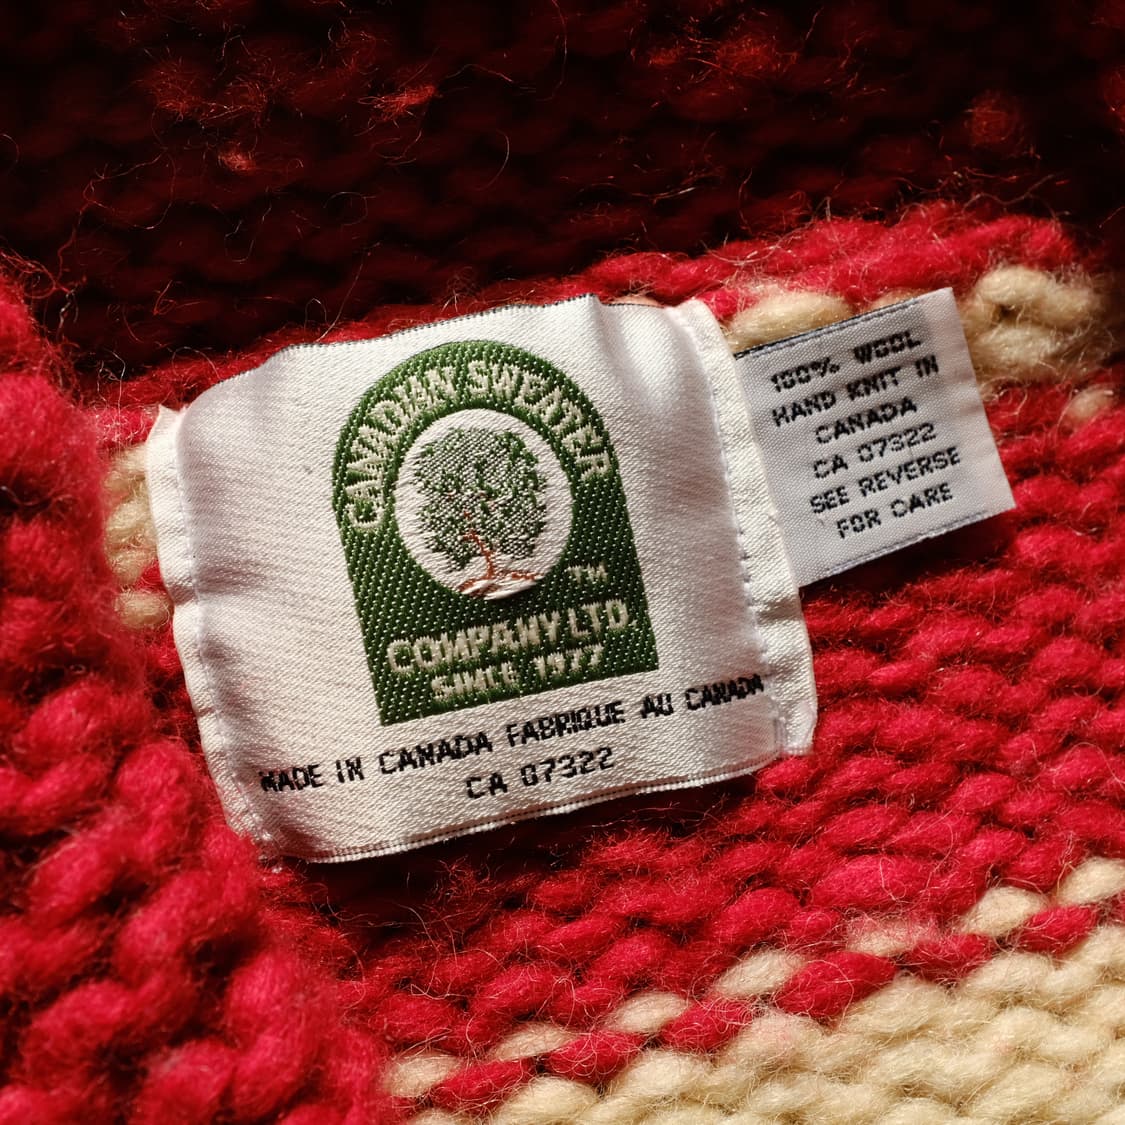 CANADIAN SWEATER
TM
COMPANY LTD
SINCE 1977
MADE IN CANADA FABRIQUE AU CANADA
CA 07322
100% WOOL
HAND KNIT IN
CANADA
CA 07322
SEE REVERSE
FOR CARE